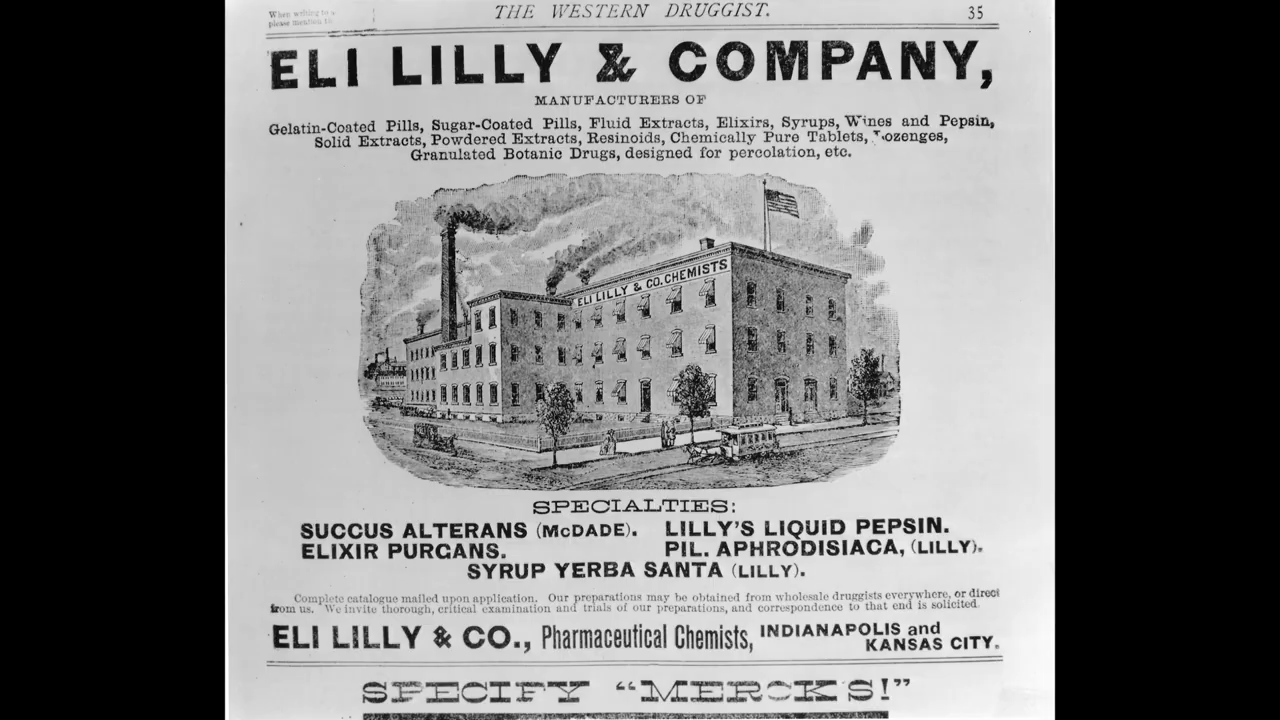 When writing to
please mention
THE WESTERN DRUGGIST.
35
ELI LILLY & COMPANY,
MANUFACTURERS OF
Gelatin-Coated Pills, Sugar-Coated Pills, Fluid Extracts, Elixirs, Syrups, Wines and Pepsin,
Solid Extracts, Powdered Extracts, Resinoids, Chemically Pure Tablets, Lozenges,
Granulated Botanic Drugs, designed for percolation, etc.
ELI LILLY & CO. CHEMISTS
SPECIALTIES:
SUCCUS ALTERANS (McDADE). LILLY'S LIQUID PEPSIN.
ELIXIR PURGANS. PIL. APHRODISIACA, (LILLY).
SYRUP YERBA SANTA (LILLY).
Complete catalogue mailed upon application. Our preparations may be obtained from wholesale druggists everywhere, or direct
from us. We invite thorough, critical examination and trials of our preparations, and correspondence to that end is solicited.
ELI LILLY & CO., Pharmaceutical Chemists, INDIANAPOLIS and
KANSAS CITY.
SPECIFY "MERCK'S!"